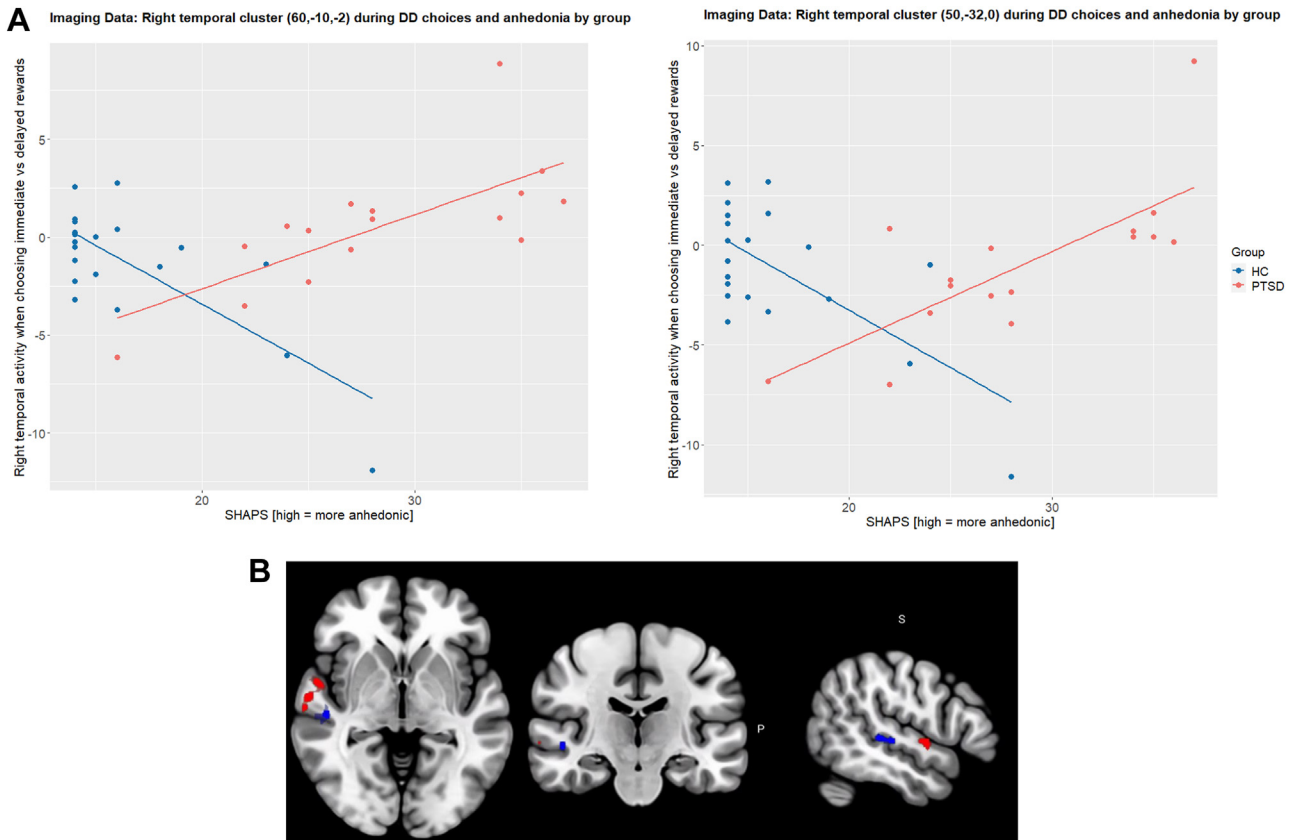 A
Imaging Data: Right temporal cluster (60,-10,-2) during DD choices and anhedonia by group
Right temporal activity when choosing immediate vs delayed rewards
5
0
-5
-10
20
30
SHAPS [high = more anhedonic]
Imaging Data: Right temporal cluster (50,-32,0) during DD choices and anhedonia by group
Right temporal activity when choosing immediate vs delayed rewards
10
5
0
-5
-10
20
30
SHAPS [high = more anhedonic]
Group
HC
PTSD
B
P
S